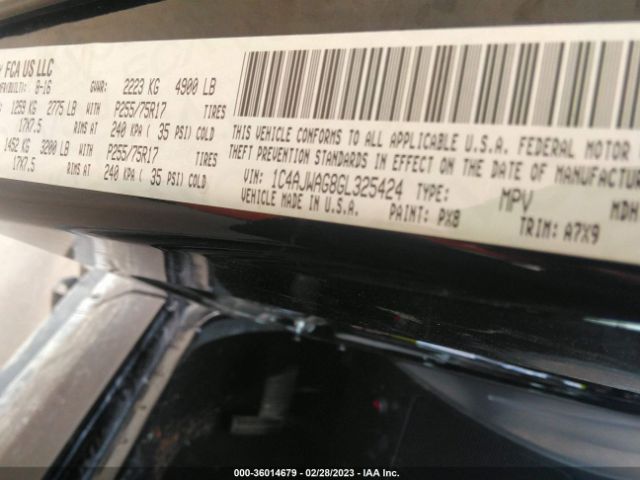 FCA US LLC
MFR/BUILT: 8-16 GVWR: 2223 KG 4900 LB
1259 KG 2775 LB WITH P255/75R17 TIRES
17X7.5 RIMS AT 240 KPA ( 35 PSI) COLD
1452 KG 3200 LB WITH P255/75R17 TIRES
17X7.5 RIMS AT 240 KPA ( 35 PSI) COLD
THIS VEHICLE CONFORMS TO ALL APPLICABLE U.S.A. FEDERAL MOTOR
THEFT PREVENTION STANDARDS IN EFFECT ON THE DATE OF MANUFACTUR
VIN: 1C4AJWAG8GL325424 TYPE: MPV MDH
VEHICLE MADE IN U.S.A. PAINT: PX8 TRIM: A7X9
000-36014679 | 02/28/2023 | IAA Inc.